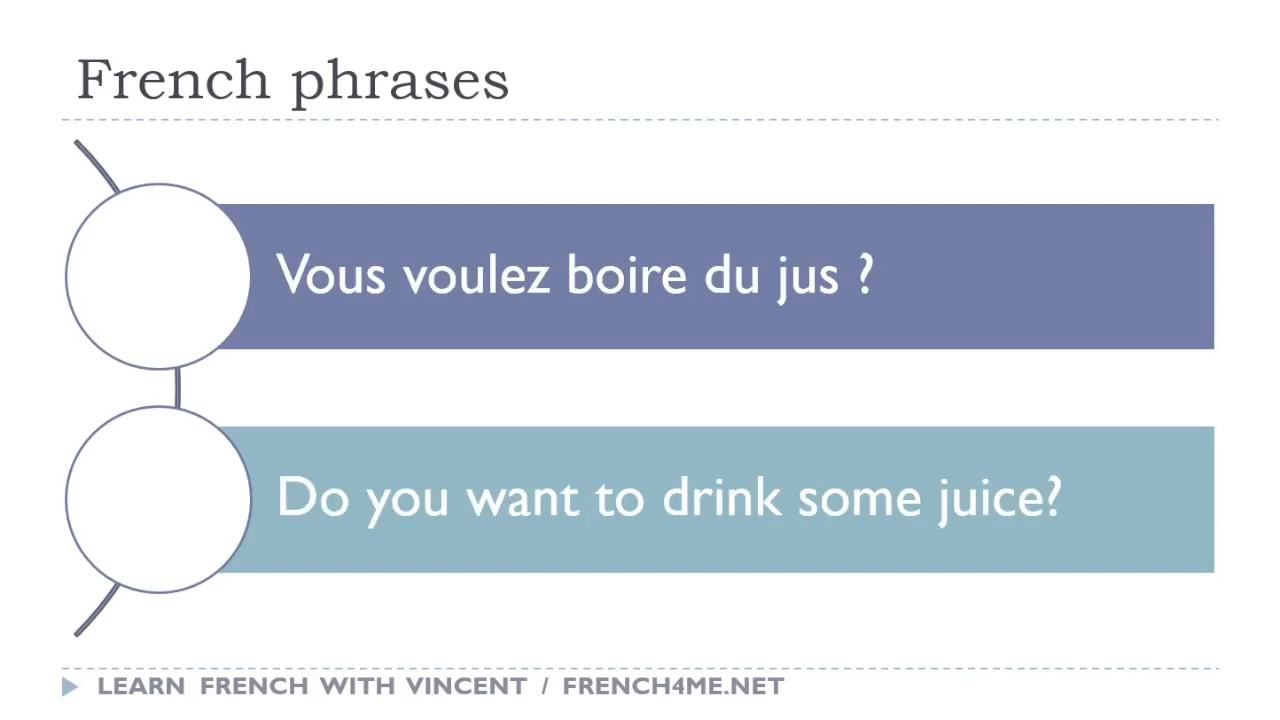 French phrases
Vous voulez boire du jus ?
Do you want to drink some juice?
LEARN FRENCH WITH VINCENT / FRENCH4ME.NET